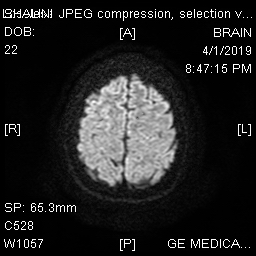 JPEG compression, selection v...
DOB:
BRAIN
22
4/1/2019
8:47:15 PM
[A]
[R]
[L]
SP: 65.3mm
C528
W1057
[P]
GE MEDICA...